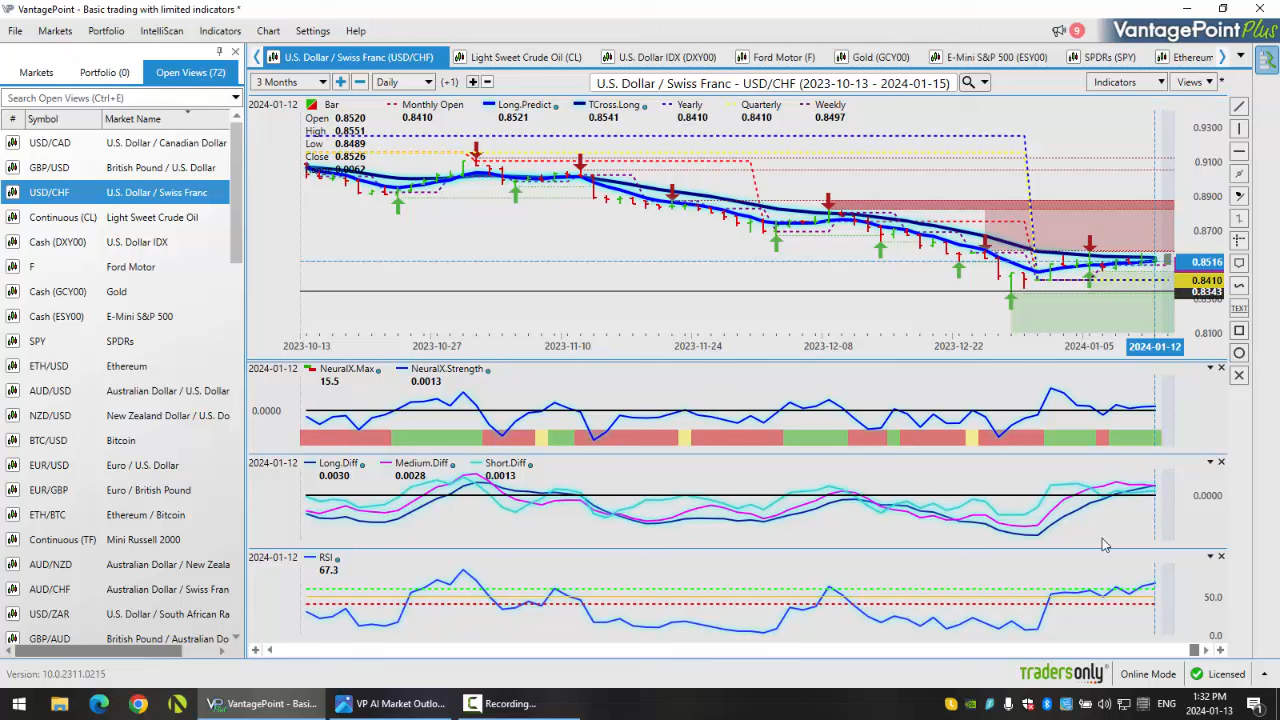 VantagePoint - Basic trading with limited indicators *
File Markets Portfolio IntelliScan Indicators Chart Settings Help
9
VantagePoint Plus
Markets Portfolio (0) Open Views (72)
Search Open Views (Ctrl+E)
# Symbol Market Name
USD/CAD U.S. Dollar / Canadian Dollar
GBP/USD British Pound / U.S. Dollar
USD/CHF U.S. Dollar / Swiss Franc
Continuous (CL) Light Sweet Crude Oil
Cash (DXY00) U.S. Dollar IDX
F Ford Motor
Cash (GCY00) Gold
Cash (ESY00) E-Mini S&P 500
SPY SPDRs
ETH/USD Ethereum
AUD/USD Australian Dollar / U.S. Dollar
NZD/USD New Zealand Dollar / U.S. Do
BTC/USD Bitcoin
EUR/USD Euro / U.S. Dollar
EUR/GBP Euro / British Pound
ETH/BTC Ethereum / Bitcoin
Continuous (TF) Mini Russell 2000
AUD/NZD Australian Dollar / New Zeala
AUD/CHF Australian Dollar / Swiss Fran
USD/ZAR U.S. Dollar / South African Ra
GBP/AUD British Pound / Australian Do
U.S. Dollar / Swiss Franc (USD/CHF) Light Sweet Crude Oil (CL) U.S. Dollar IDX (DXY00) Ford Motor (F) Gold (GCY00) E-Mini S&P 500 (ESY00) SPDRs (SPY) Ethereum
3 Months Daily (+1) U.S. Dollar / Swiss Franc - USD/CHF (2023-10-13 - 2024-01-15) Indicators Views
2024-01-12 Bar Monthly Open Long.Predict TCross.Long Yearly Quarterly Weekly
Open 0.8520 0.8410 0.8521 0.8541 0.8410 0.8410 0.8497
High 0.8551
Low 0.8489
Close 0.8526
0.0062
0.9300
0.9100
0.8900
0.8700
0.8516
0.8410
0.8343
0.8300
0.8100
2023-10-13 2023-10-27 2023-11-10 2023-11-24 2023-12-08 2023-12-22 2024-01-05 2024-01-12
2024-01-12 NeuralX.Max NeuralX.Strength
15.5 0.0013
0.0000
2024-01-12 Long.Diff Medium.Diff Short.Diff
0.0030 0.0028 0.0013
0.0000
2024-01-12 RSI
67.3
50.0
0.0
TEXT
Version: 10.0.2311.0215
tradersonly Online Mode Licensed
VantagePoint - Basi... VP AI Market Outlo... Recording...
ENG
1:32 PM
2024-01-13
1